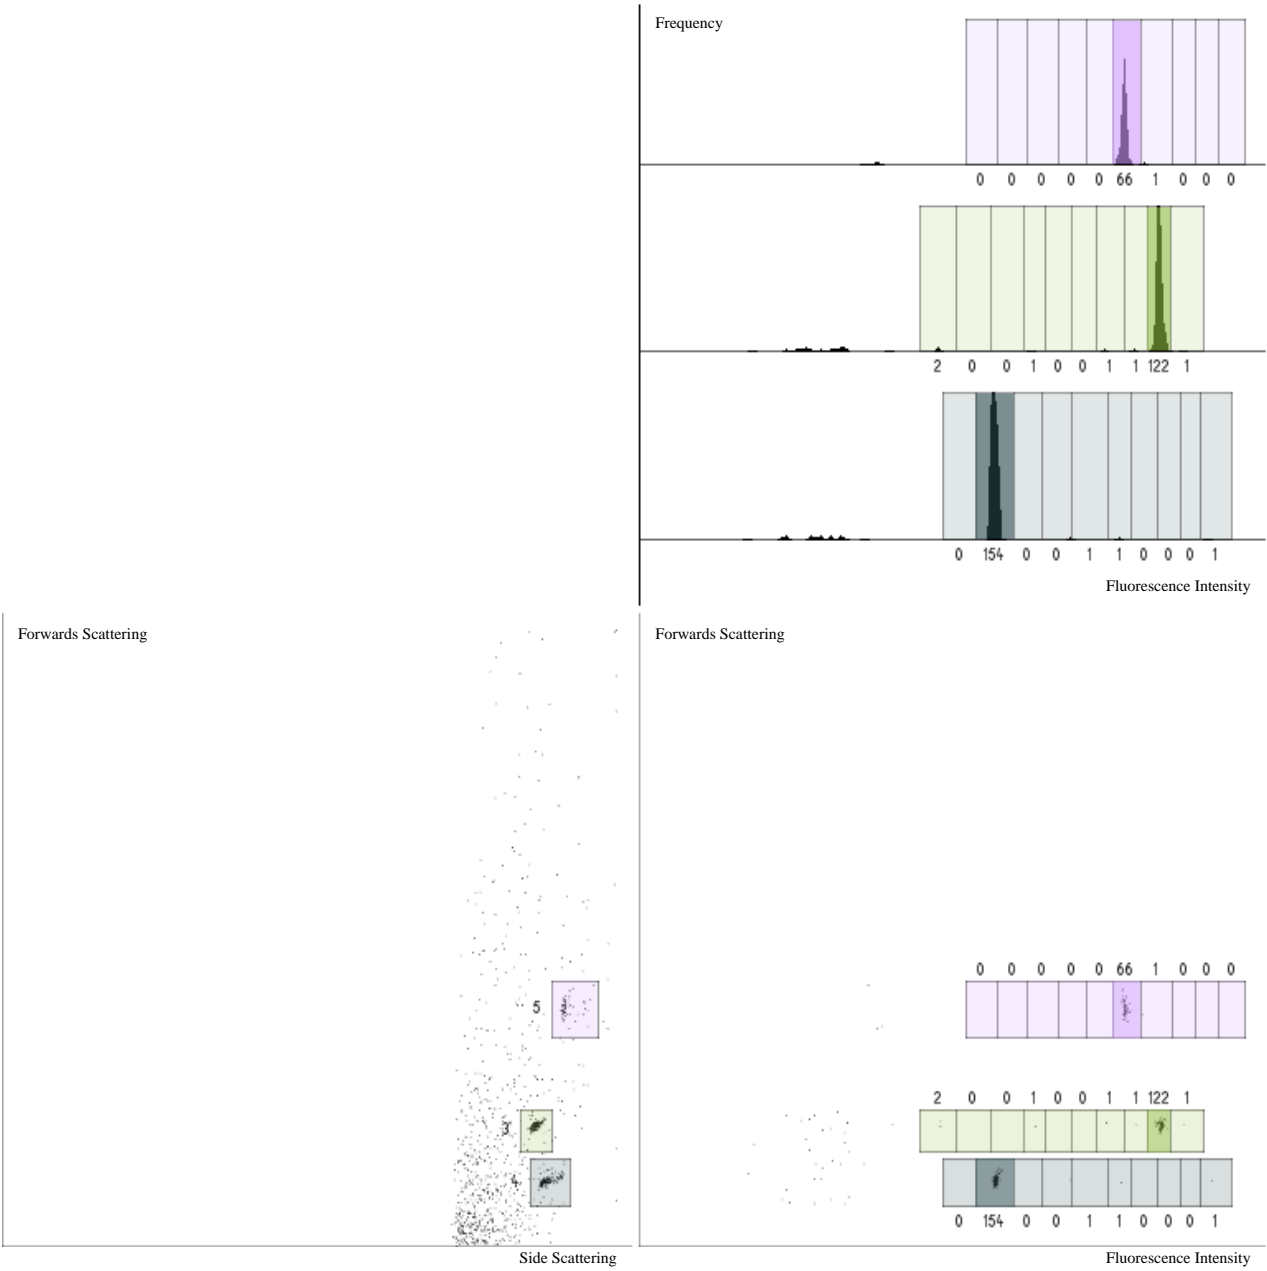 Frequency
0 0 0 0 0 66 1 0 0 0
2 0 0 1 0 0 1 1 122 1
0 154 0 0 1 1 0 0 0 1
Fluorescence Intensity
Forwards Scattering
5
3
4
Side Scattering
Forwards Scattering
0 0 0 0 0 66 1 0 0 0
2 0 0 1 0 0 1 1 122 1
0 154 0 0 1 1 0 0 0 1
Fluorescence Intensity